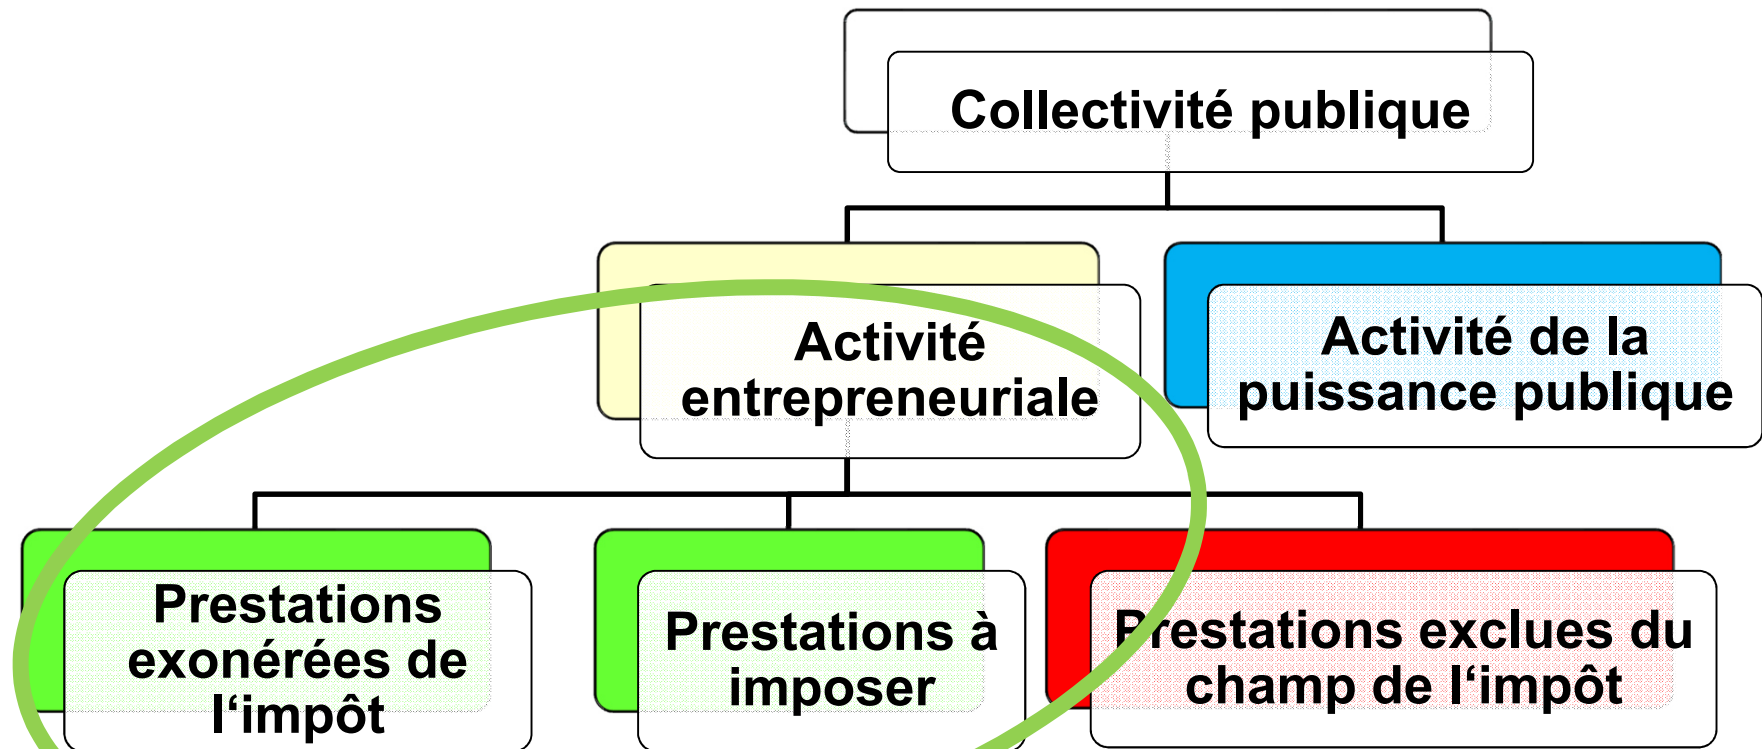 Collectivité publique
Activité
entrepreneuriale
Activité de la
puissance publique
Prestations
exonérées de
l‘impôt
Prestations à
imposer
Prestations exclues du
champ de l‘impôt